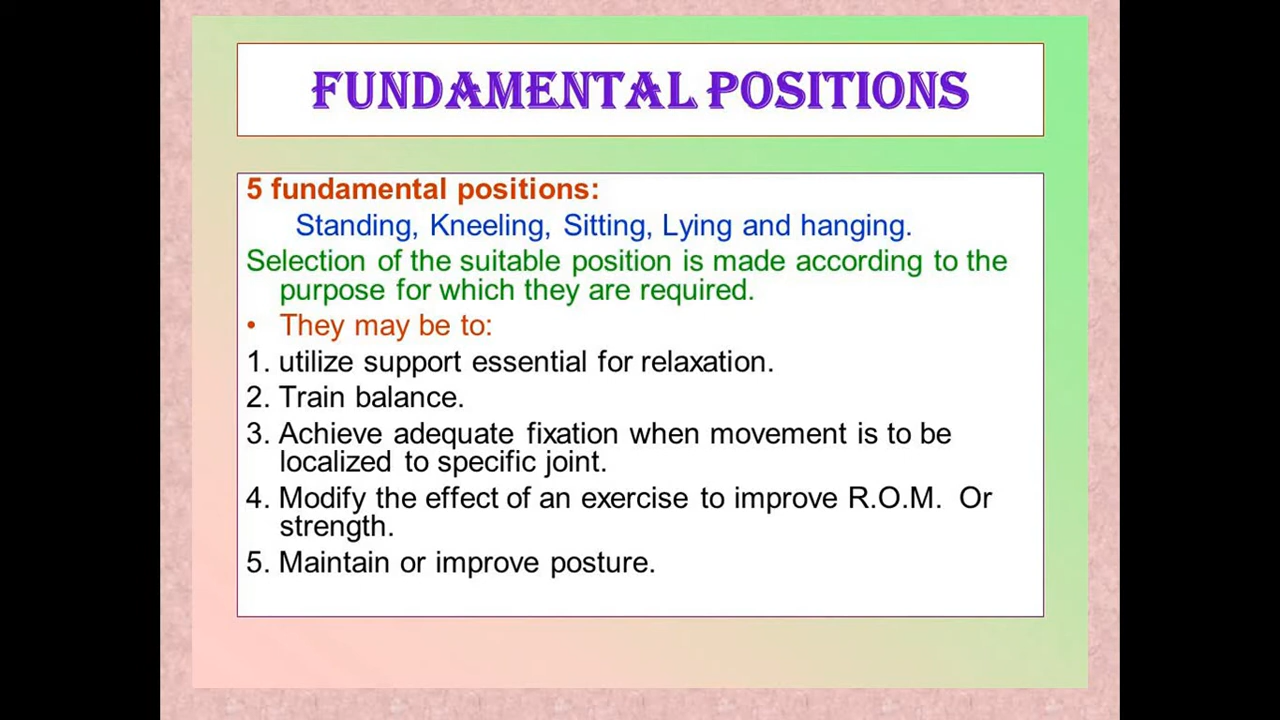 FUNDAMENTAL POSITIONS
5 fundamental positions:
Standing, Kneeling, Sitting, Lying and hanging.
Selection of the suitable position is made according to the
purpose for which they are required.
• They may be to:
1. utilize support essential for relaxation.
2. Train balance.
3. Achieve adequate fixation when movement is to be
localized to specific joint.
4. Modify the effect of an exercise to improve R.O.M. Or
strength.
5. Maintain or improve posture.